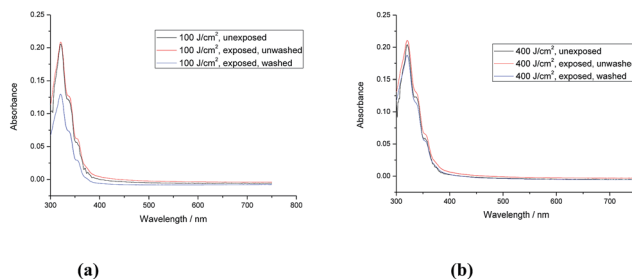 0.25
0.20
0.15
0.10
0.05
0.00
Absorbance
300
400
500
600
700
800
Wavelength / nm
100 J/cm², unexposed
100 J/cm², exposed, unwashed
100 J/cm², exposed, washed
(a)
0.25
0.20
0.15
0.10
0.05
0.00
Absorbance
300
400
500
600
700
Wavelength / nm
400 J/cm², unexposed
400 J/cm², exposed, unwashed
400 J/cm², exposed, washed
(b)